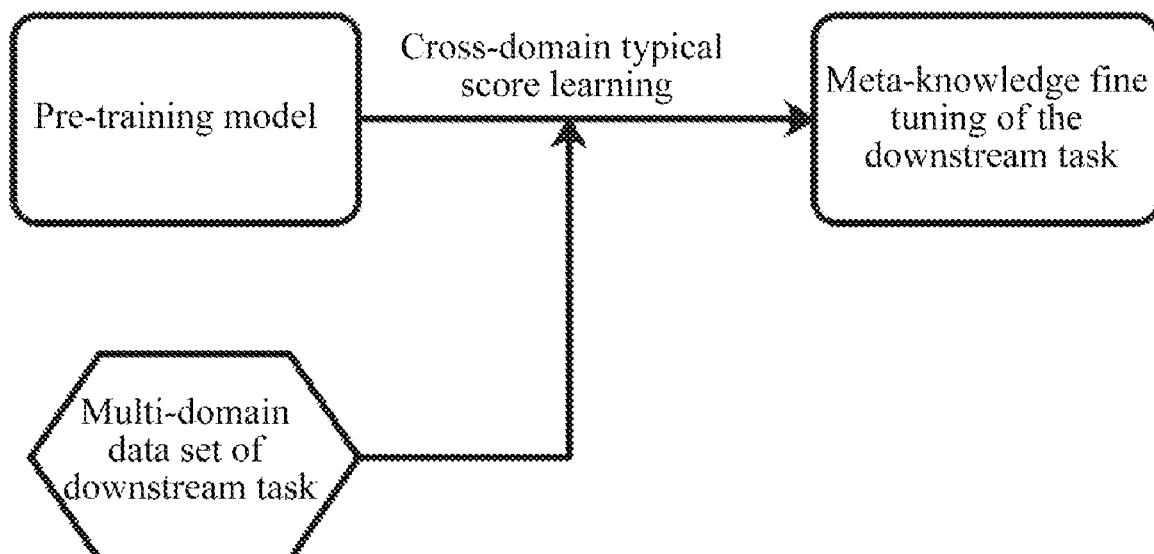 Pre-training model
Cross-domain typical
score learning
Meta-knowledge fine
tuning of the
downstream task
Multi-domain
data set of
downstream task